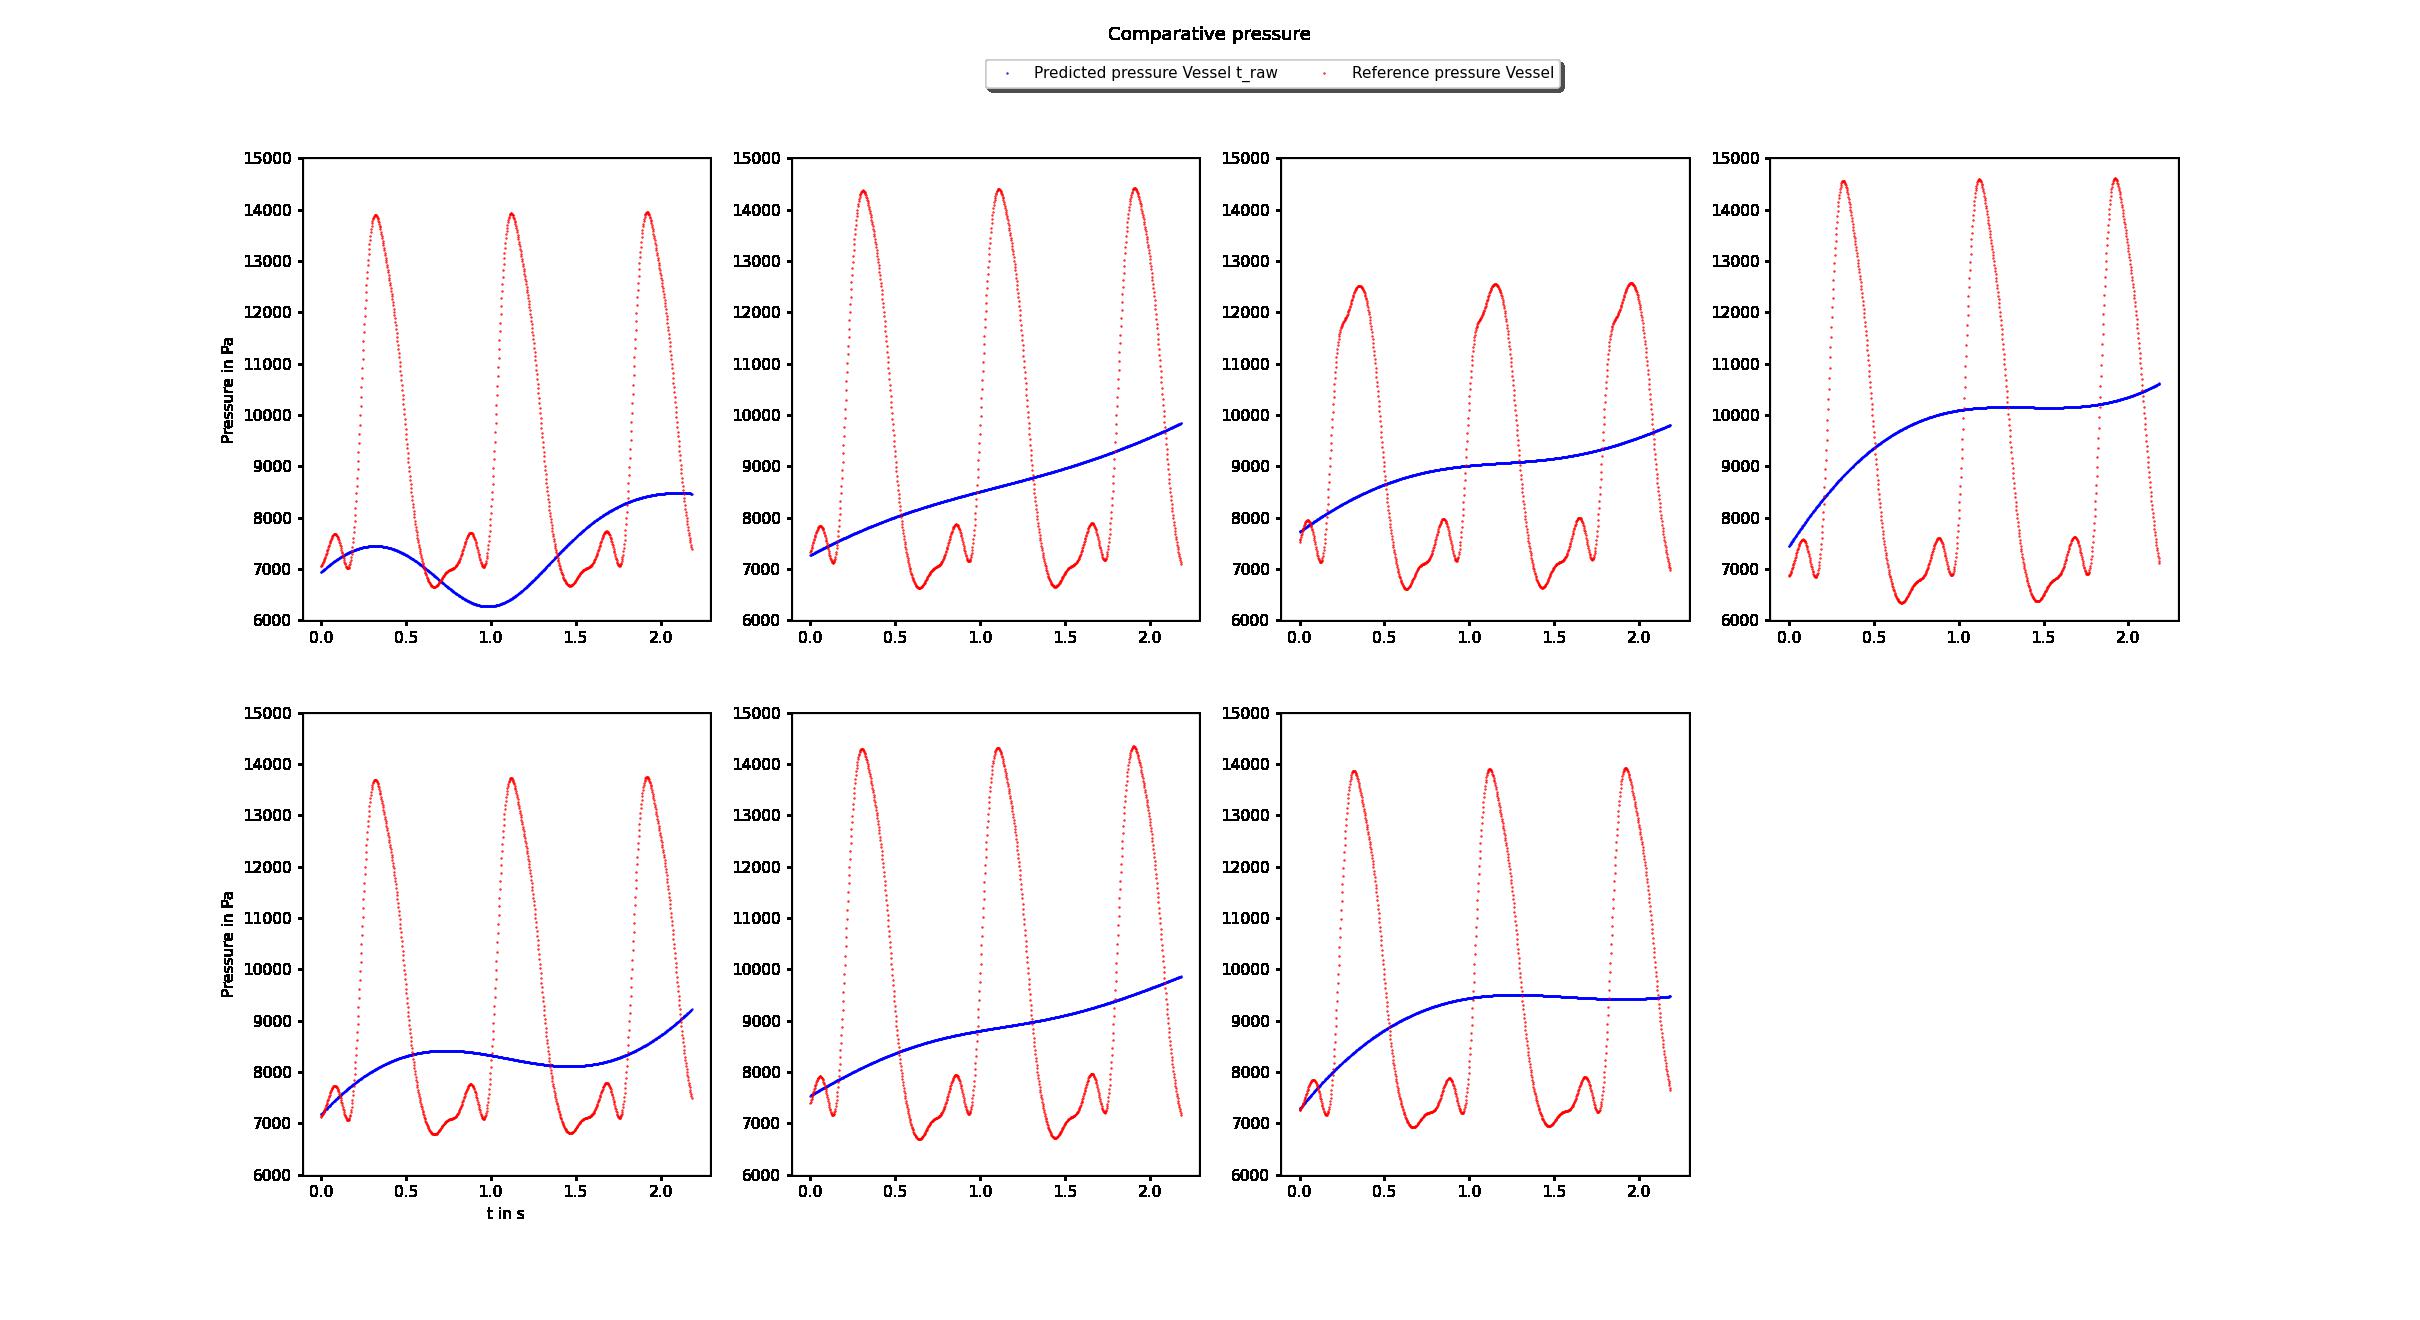 Comparative pressure
Predicted pressure Vessel t_raw Reference pressure Vessel
15000 15000 15000 15000
14000 14000 14000 14000
13000 13000 13000 13000
12000 12000 12000 12000
11000 11000 11000 11000
Pressure in Pa
10000 10000 10000 10000
9000 9000 9000 9000
8000 8000 8000 8000
7000 7000 7000 7000
6000 6000 6000 6000
0.0 0.5 1.0 1.5 2.0 0.0 0.5 1.0 1.5 2.0 0.0 0.5 1.0 1.5 2.0 0.0 0.5 1.0 1.5 2.0
15000 15000 15000
14000 14000 14000
13000 13000 13000
12000 12000 12000
11000 11000 11000
Pressure in Pa
10000 10000 10000
9000 9000 9000
8000 8000 8000
7000 7000 7000
6000 6000 6000
0.0 0.5 1.0 1.5 2.0 0.0 0.5 1.0 1.5 2.0 0.0 0.5 1.0 1.5 2.0
t in s